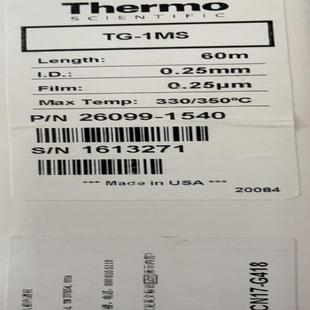 Thermo
SCIENTIFIC
TG-1MS
Length: 60m
I.D.: 0.25mm
Film: 0.25µm
Max Temp: 330/350ºC
P/N 26099-1540
S/N 1613271
*** Made in USA ***
20084
CN17-G418